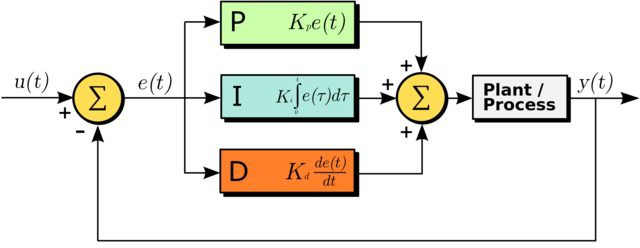 u(t)
+
-
Σ
e(t)
P K_p e(t)
I K_i ∫_0^t e(τ)dτ
D K_d de(t)/dt
+
+
+
Σ
Plant /
Process
y(t)